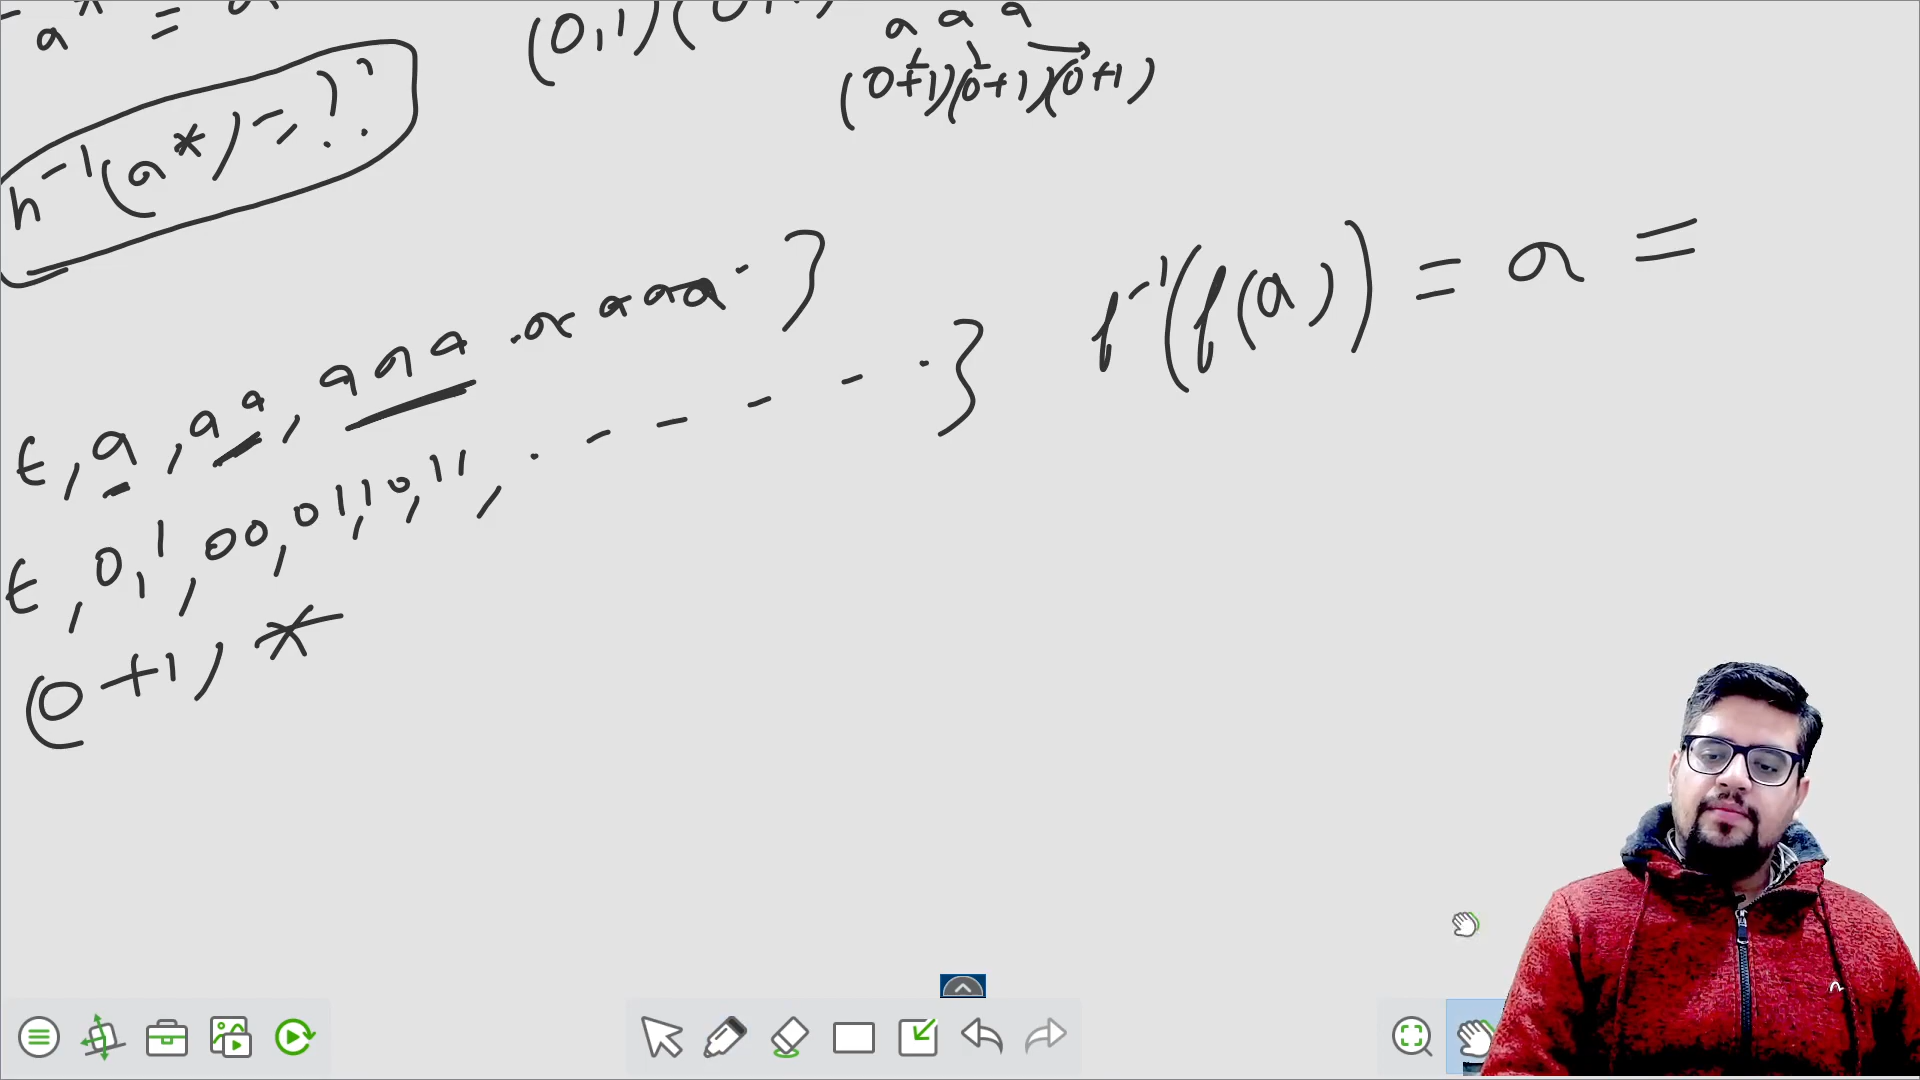 a* =
(0,1)(0
a a a
(0+1)(0+1)(0+1)
h⁻¹(a*) = ??
ϵ, a, aa, aaa . . . }
ϵ, 0, 1, 00, 01, 10, 11, . - - - - - . }
(0+1)*
f⁻¹(f(a)) = a =